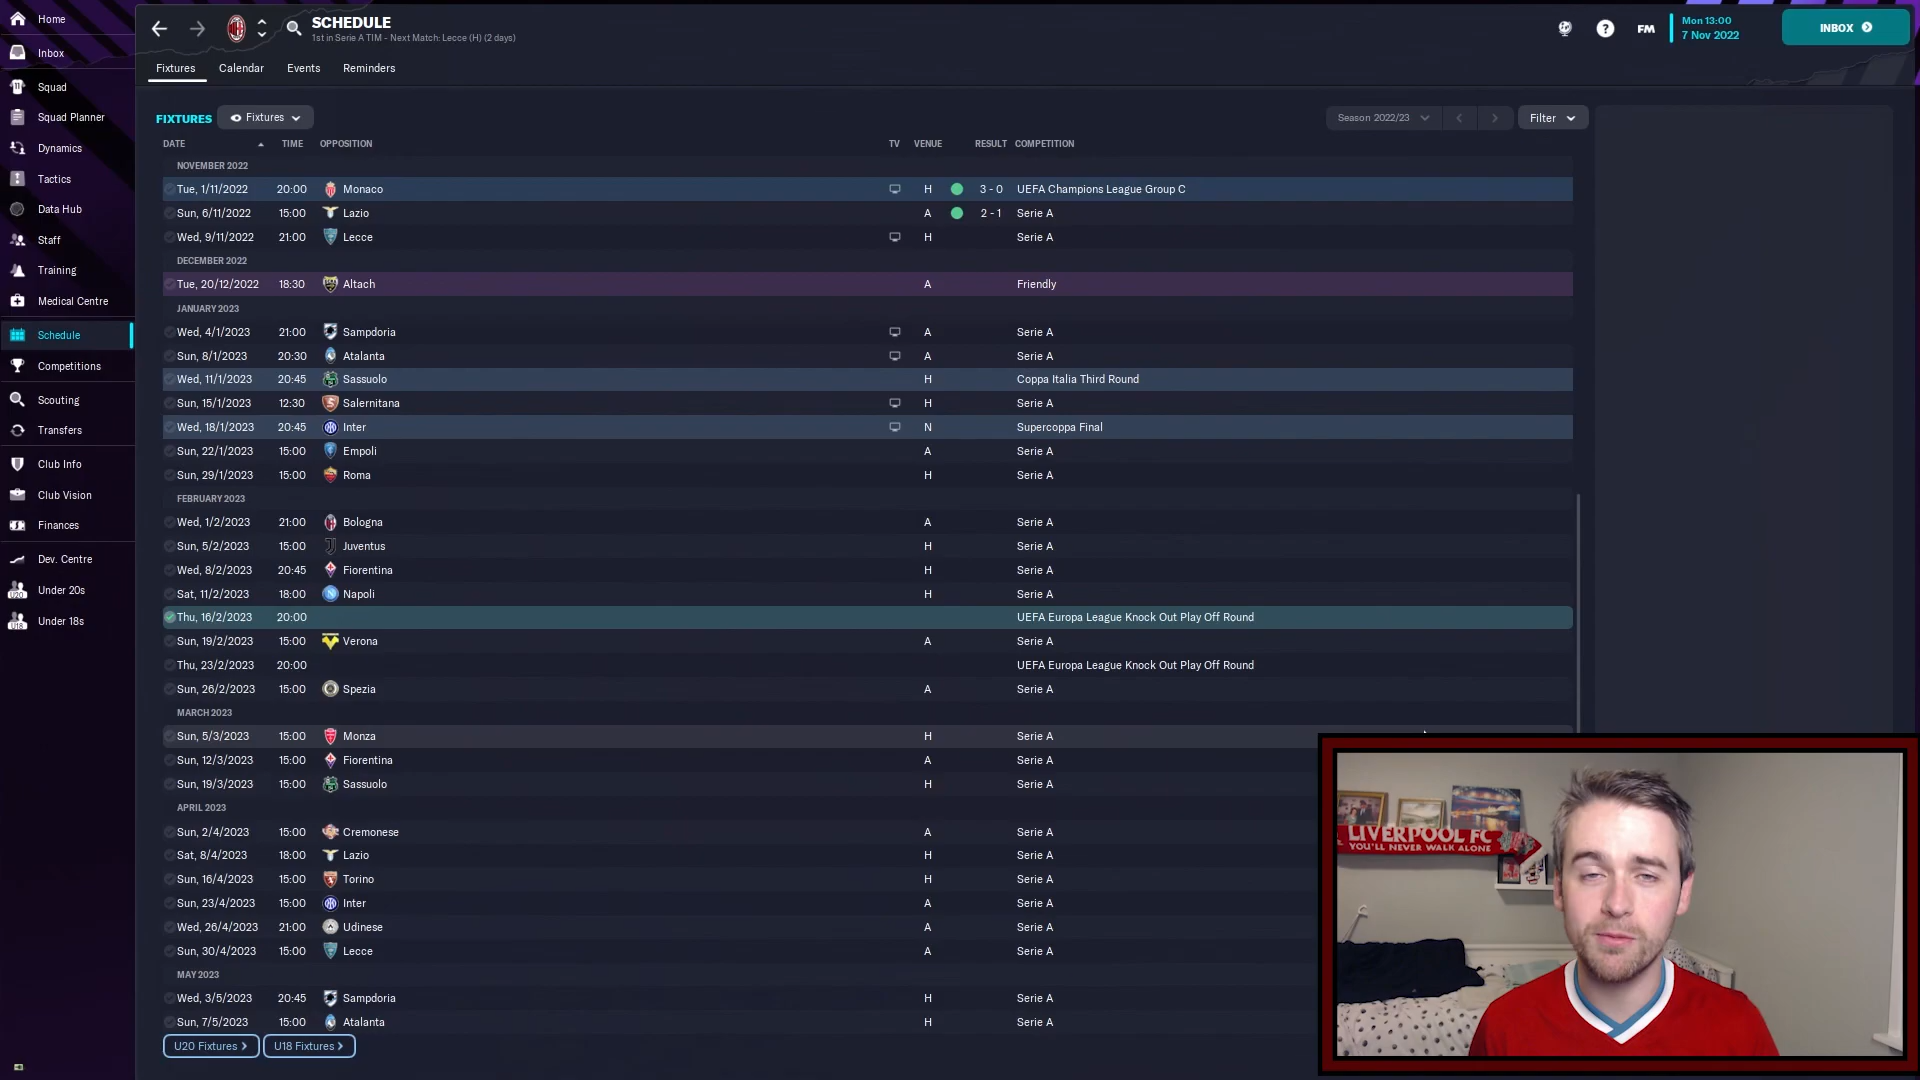 Home
Inbox
Squad
Squad Planner
Dynamics
Tactics
Data Hub
Staff
Training
Medical Centre
Schedule
Competitions
Scouting
Transfers
Club Info
Club Vision
Finances
Dev. Centre
Under 20s
Under 18s
SCHEDULE
1st in Serie A TIM - Next Match: Lecce (H) (2 days)
FM
Mon 13:00
7 Nov 2022
INBOX
Fixtures Calendar Events Reminders
FIXTURES Fixtures Season 2022/23 Filter
DATE TIME OPPOSITION TV VENUE RESULT COMPETITION
NOVEMBER 2022
Tue, 1/11/2022 20:00 Monaco H 3 - 0 UEFA Champions League Group C
Sun, 6/11/2022 15:00 Lazio A 2 - 1 Serie A
Wed, 9/11/2022 21:00 Lecce H Serie A
DECEMBER 2022
Tue, 20/12/2022 18:30 Altach A Friendly
JANUARY 2023
Wed, 4/1/2023 21:00 Sampdoria A Serie A
Sun, 8/1/2023 20:30 Atalanta A Serie A
Wed, 11/1/2023 20:45 Sassuolo H Coppa Italia Third Round
Sun, 15/1/2023 12:30 Salernitana H Serie A
Wed, 18/1/2023 20:45 Inter N Supercoppa Final
Sun, 22/1/2023 15:00 Empoli A Serie A
Sun, 29/1/2023 15:00 Roma H Serie A
FEBRUARY 2023
Wed, 1/2/2023 21:00 Bologna A Serie A
Sun, 5/2/2023 15:00 Juventus H Serie A
Wed, 8/2/2023 20:45 Fiorentina H Serie A
Sat, 11/2/2023 18:00 Napoli H Serie A
Thu, 16/2/2023 20:00 UEFA Europa League Knock Out Play Off Round
Sun, 19/2/2023 15:00 Verona A Serie A
Thu, 23/2/2023 20:00 UEFA Europa League Knock Out Play Off Round
Sun, 26/2/2023 15:00 Spezia A Serie A
MARCH 2023
Sun, 5/3/2023 15:00 Monza H Serie A
Sun, 12/3/2023 15:00 Fiorentina A Serie A
Sun, 19/3/2023 15:00 Sassuolo H Serie A
APRIL 2023
Sun, 2/4/2023 15:00 Cremonese A Serie A
Sat, 8/4/2023 18:00 Lazio H Serie A
Sun, 16/4/2023 15:00 Torino H Serie A
Sun, 23/4/2023 15:00 Inter A Serie A
Wed, 26/4/2023 21:00 Udinese A Serie A
Sun, 30/4/2023 15:00 Lecce A Serie A
MAY 2023
Wed, 3/5/2023 20:45 Sampdoria H Serie A
Sun, 7/5/2023 15:00 Atalanta H Serie A
U20 Fixtures U18 Fixtures
LIVERPOOL FC
YOU'LL NEVER WALK ALONE